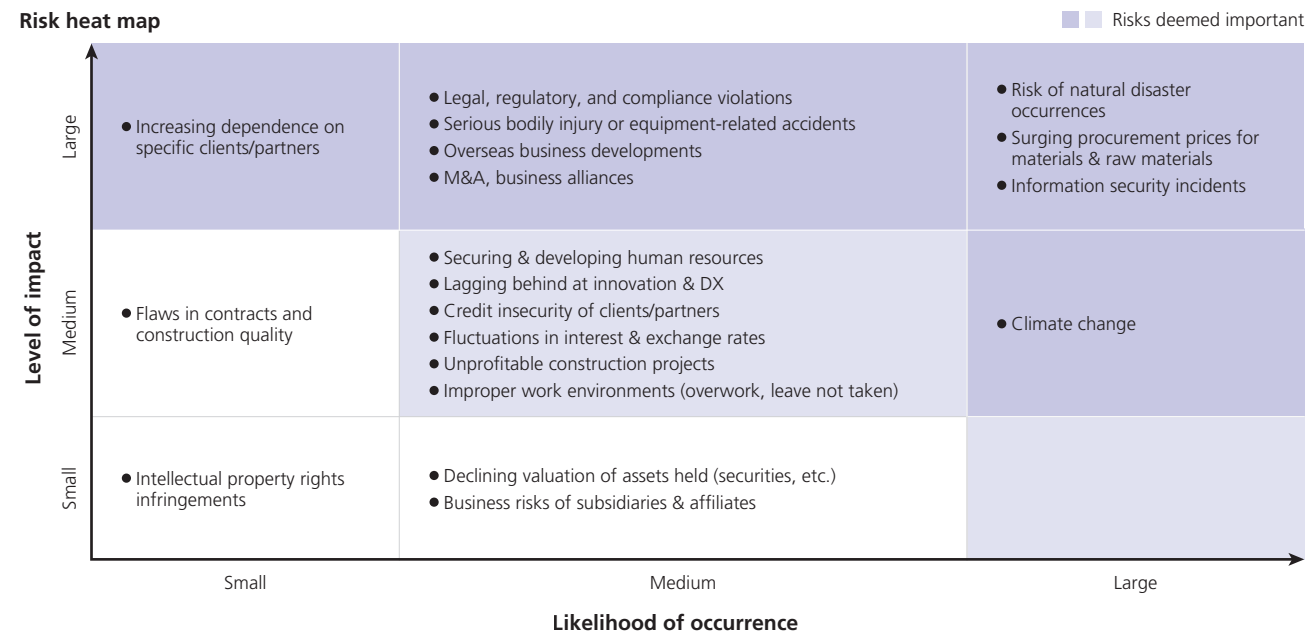 Risk heat map
Risks deemed important
Level of impact
Large
● Increasing dependence on
specific clients/partners
● Legal, regulatory, and compliance violations
● Serious bodily injury or equipment-related accidents
● Overseas business developments
● M&A, business alliances
● Risk of natural disaster
occurrences
● Surging procurement prices for
materials & raw materials
● Information security incidents
Medium
● Flaws in contracts and
construction quality
● Securing & developing human resources
● Lagging behind at innovation & DX
● Credit insecurity of clients/partners
● Fluctuations in interest & exchange rates
● Unprofitable construction projects
● Improper work environments (overwork, leave not taken)
● Climate change
Small
● Intellectual property rights
infringements
● Declining valuation of assets held (securities, etc.)
● Business risks of subsidiaries & affiliates
Small
Medium
Large
Likelihood of occurrence